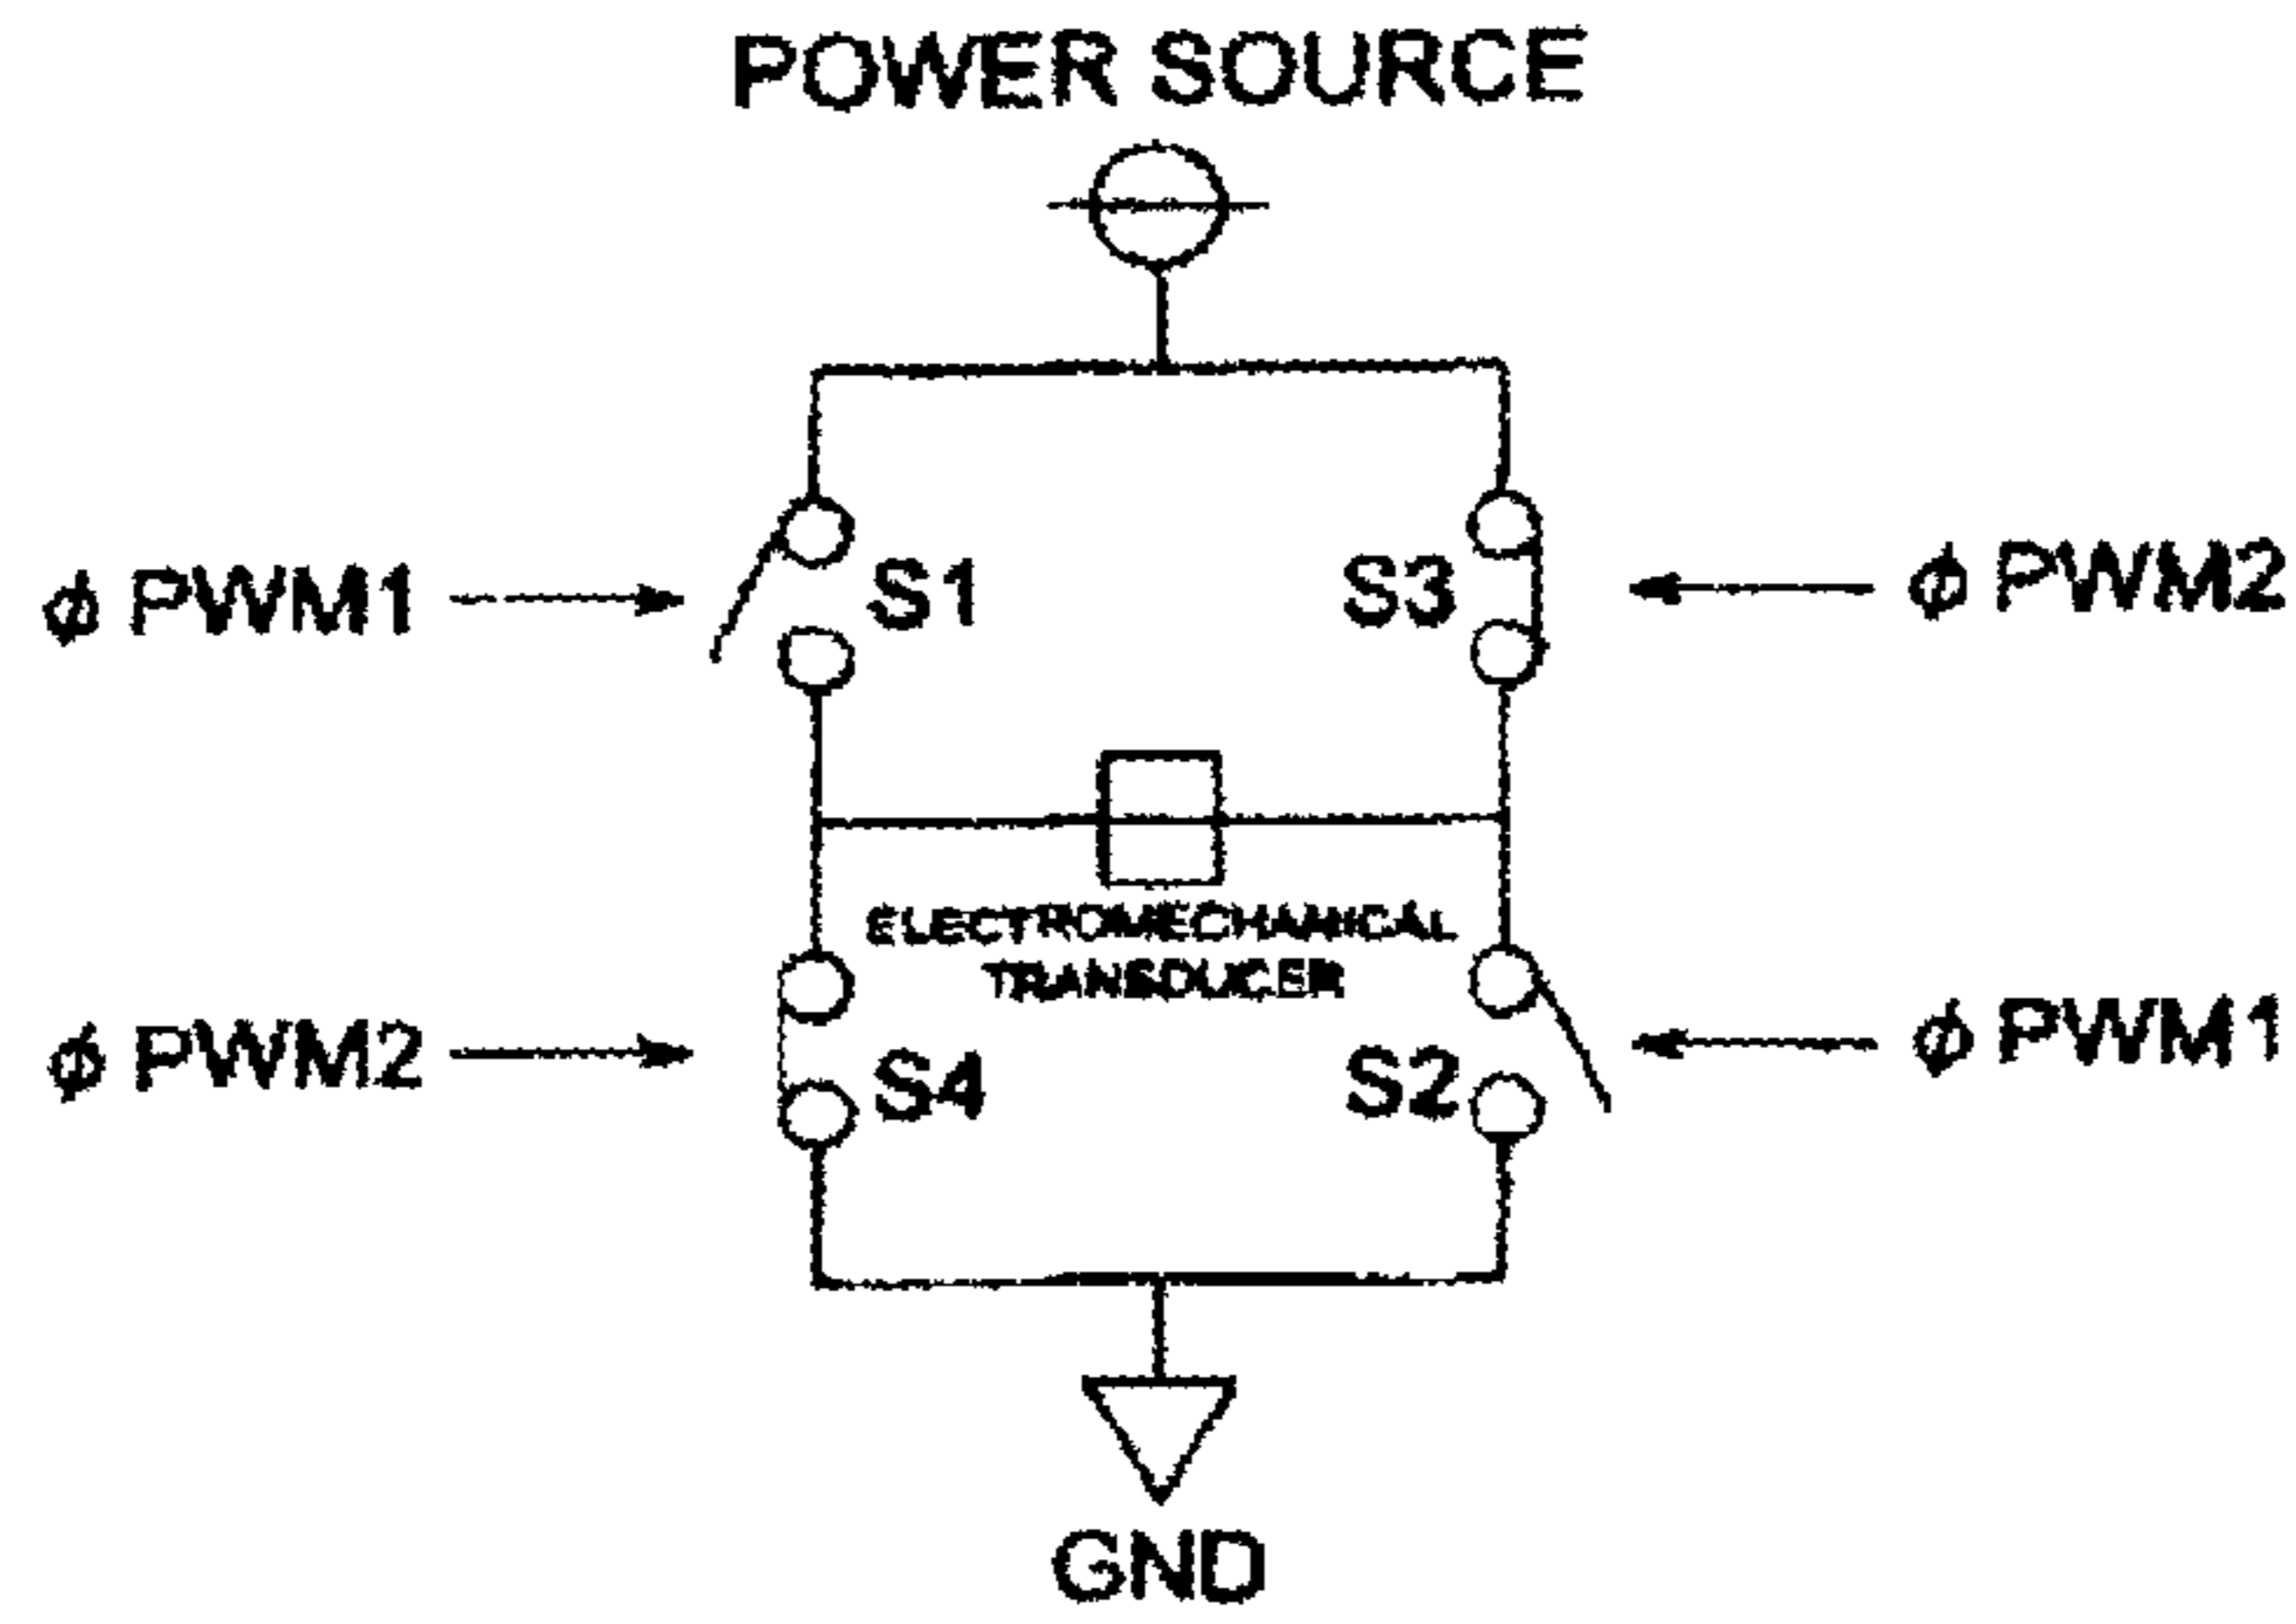 POWER SOURCE
ϕ PWM1
S1
S3
ϕ PWM2
ELECTROMECHANICAL
TRANSDUCER
ϕ PWM2
S4
S2
ϕ PWM1
GND